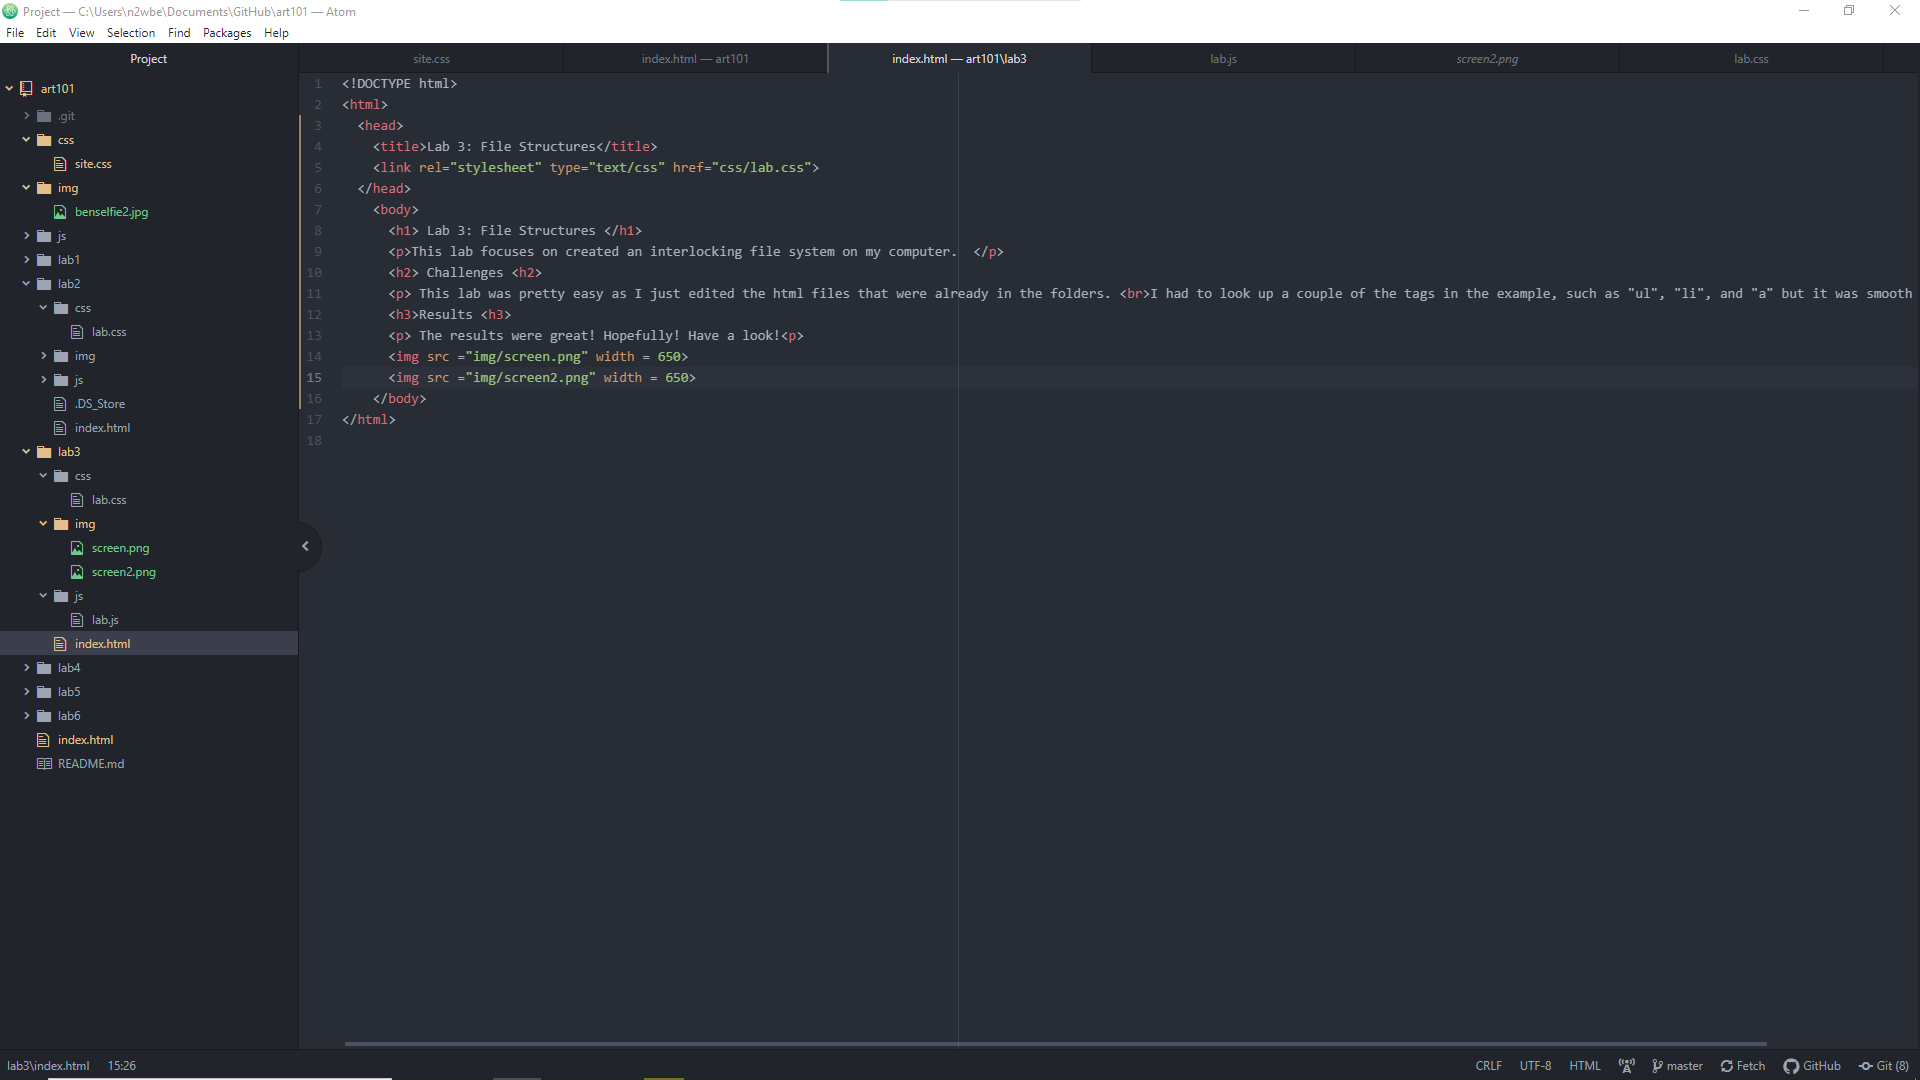 Project — C:\Users\n2wbe\Documents\GitHub\art101 — Atom
File Edit View Selection Find Packages Help
Project
site.css
index.html — art101
index.html — art101\lab3
lab.js
screen2.png
lab.css
art101
.git
css
site.css
img
benselfie2.jpg
js
lab1
lab2
css
lab.css
img
js
.DS_Store
index.html
lab3
css
lab.css
img
screen.png
screen2.png
js
lab.js
index.html
lab4
lab5
lab6
index.html
README.md
1 <!DOCTYPE html>
2 <html>
3 <head>
4 <title>Lab 3: File Structures</title>
5 <link rel="stylesheet" type="text/css" href="css/lab.css">
6 </head>
7 <body>
8 <h1> Lab 3: File Structures </h1>
9 <p>This lab focuses on created an interlocking file system on my computer.  </p>
10 <h2> Challenges <h2>
11 <p> This lab was pretty easy as I just edited the html files that were already in the folders. <br>I had to look up a couple of the tags in the example, such as "ul", "li", and "a" but it was smooth
12 <h3>Results <h3>
13 <p> The results were great! Hopefully! Have a look!<p>
14 <img src ="img/screen.png" width = 650>
15 <img src ="img/screen2.png" width = 650>
16 </body>
17 </html>
18
lab3\index.html 15:26
CRLF UTF-8 HTML master Fetch GitHub Git (8)